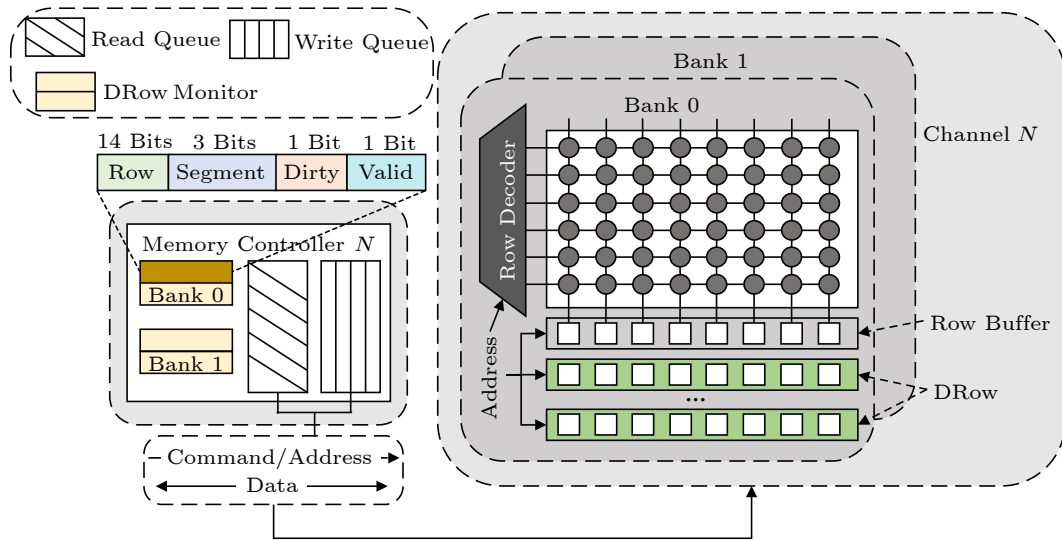 Read Queue
Write Queue
DRow Monitor
14 Bits 3 Bits 1 Bit 1 Bit
Row Segment Dirty Valid
Memory Controller N
Bank 0
Bank 1
Command/Address
Data
Bank 1
Bank 0
Channel N
Row Decoder
Address
Row Buffer
DRow
...